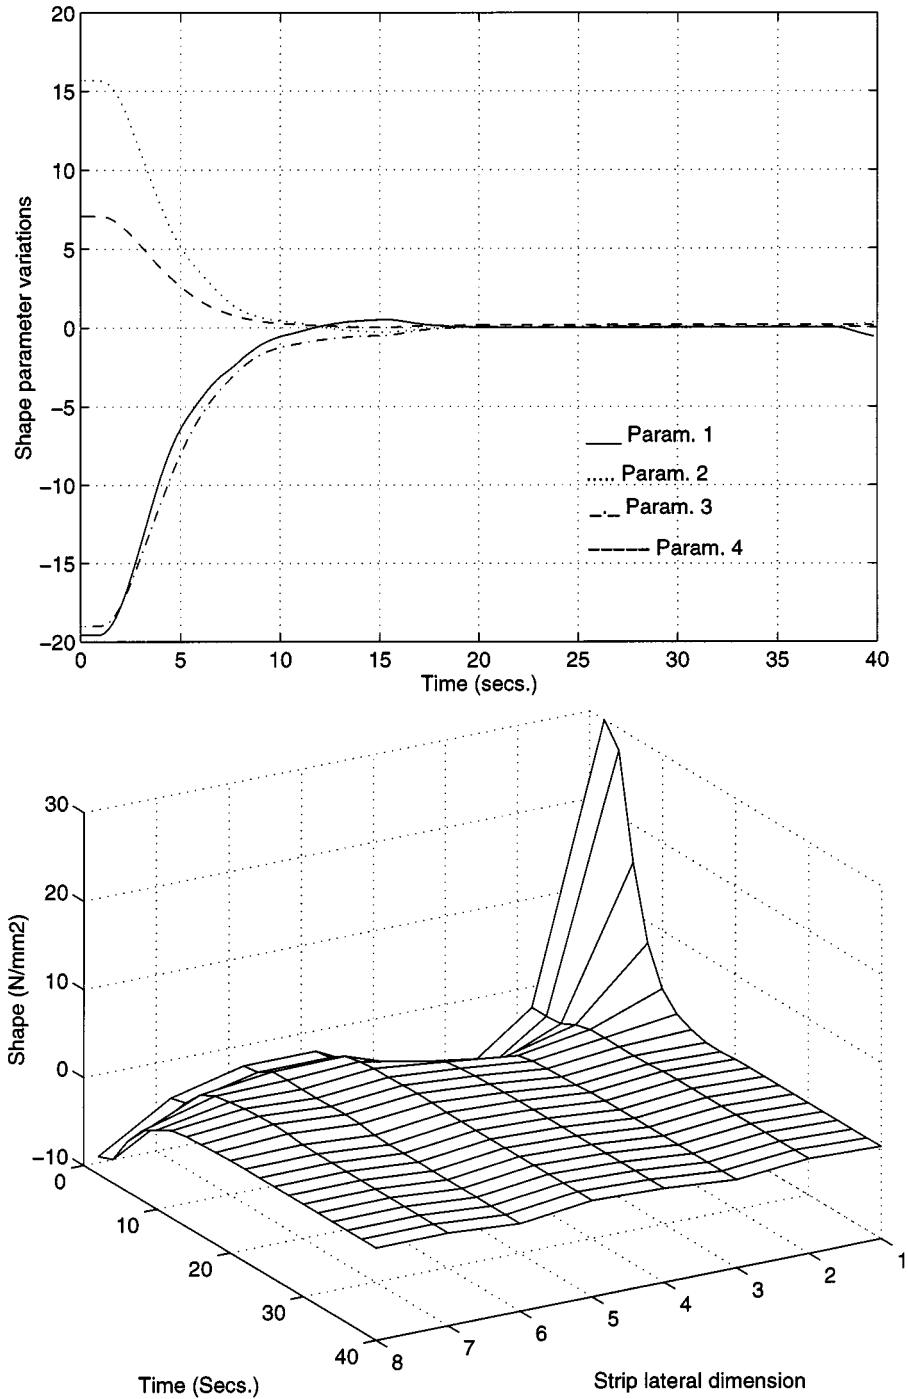 20
15
10
5
0
−5
−10
−15
−20
Shape parameter variations
Param. 1
Param. 2
Param. 3
Param. 4
0 5 10 15 20 25 30 35 40
Time (secs.)
30
20
10
0
−10
Shape (N/mm2)
0
10
20
30
40
8 7 6 5 4 3 2 1
Time (Secs.)
Strip lateral dimension